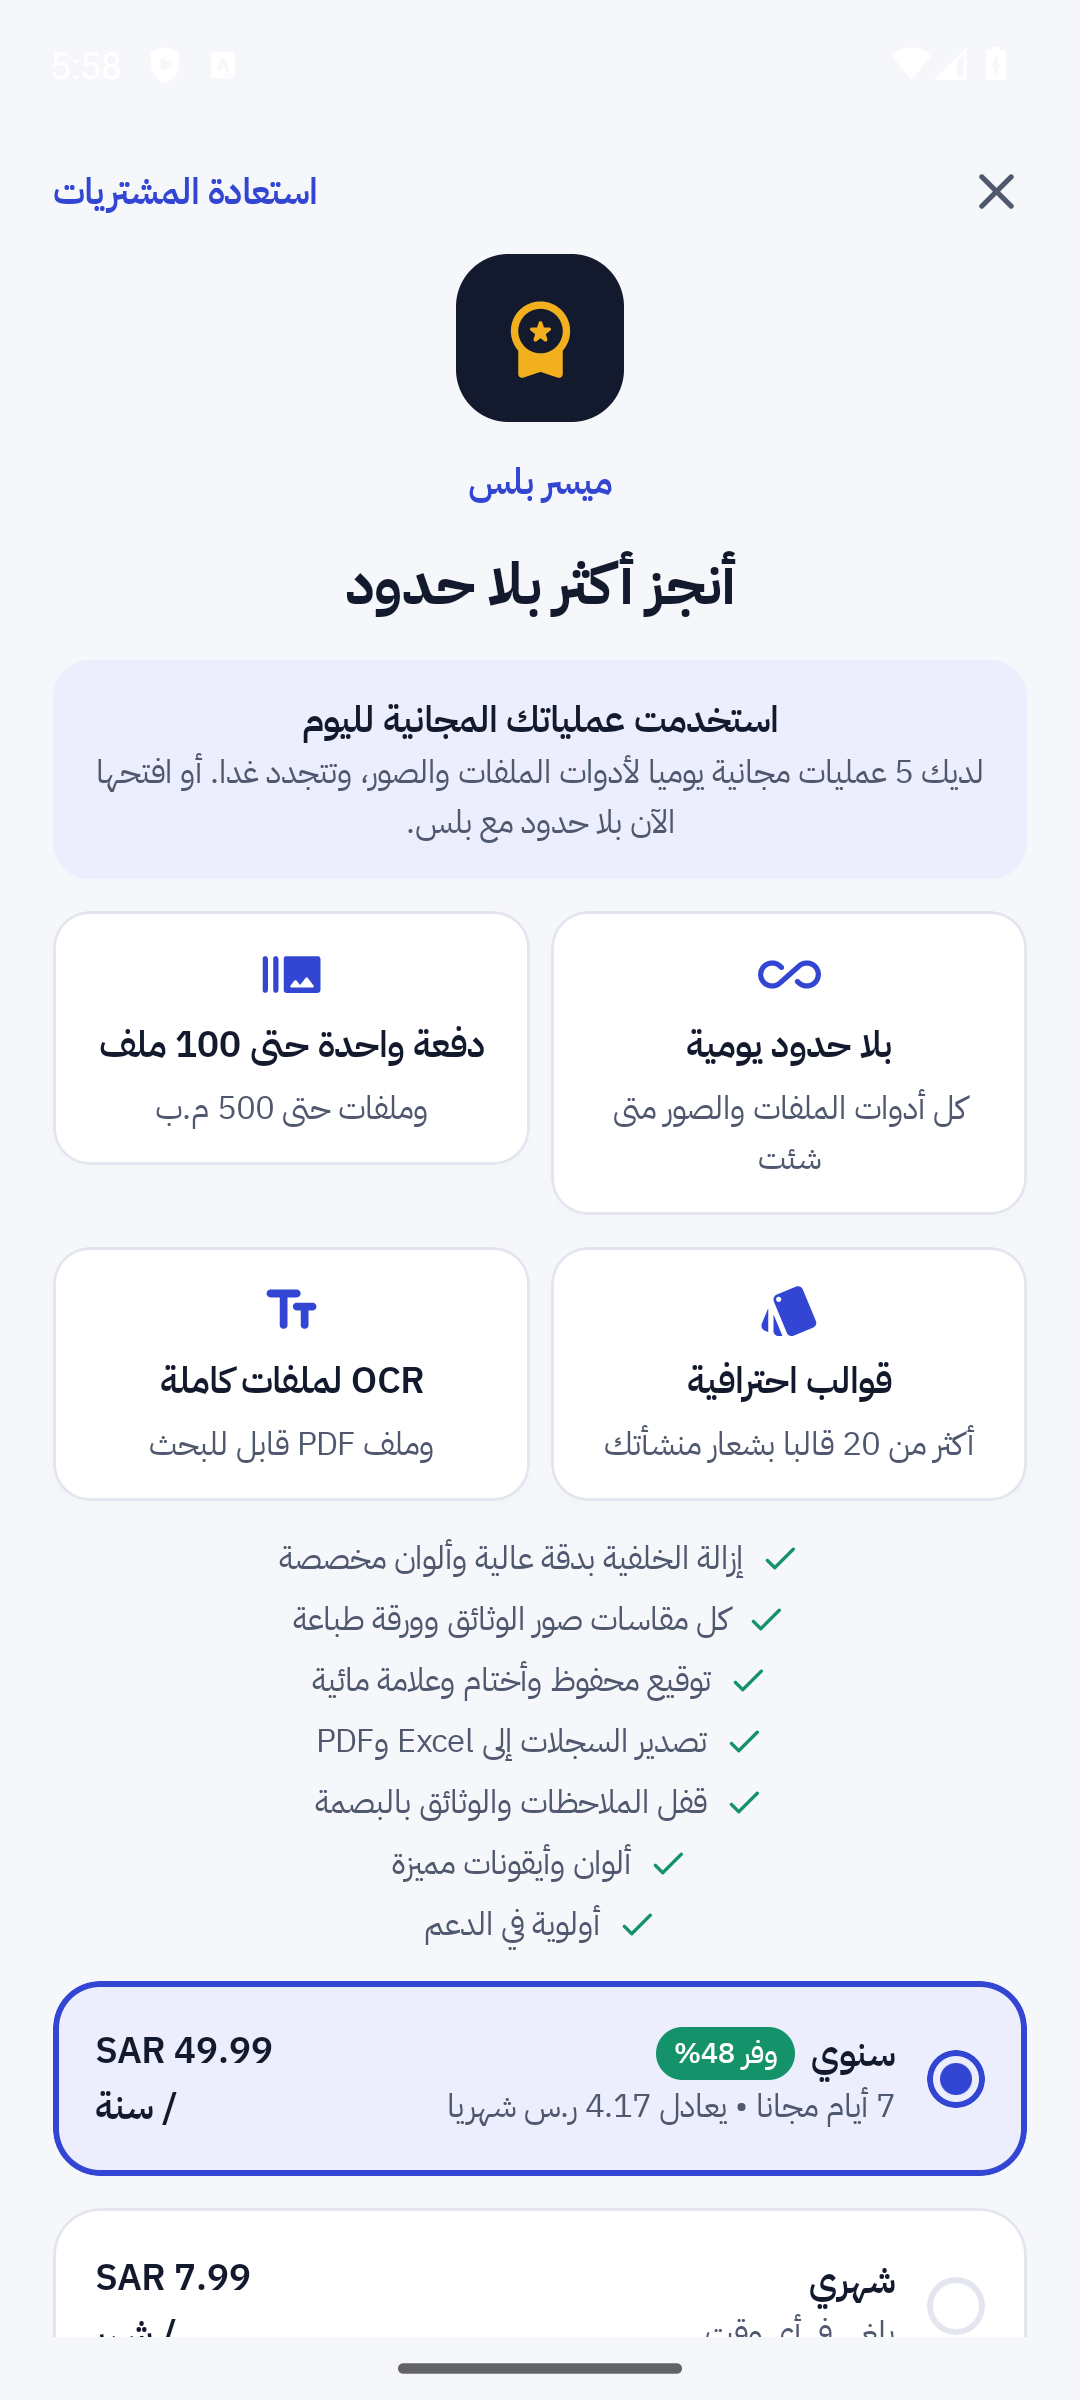 5:58
استعادة المشتريات
ميسر بلس
أنجز أكثر بلا حدود
استخدمت عملياتك المجانية لليوم
لديك 5 عمليات مجانية يوميا لأدوات الملفات والصور، وتتجدد غدا. أو افتحها
الآن بلا حدود مع بلس.
بلا حدود يومية
كل أدوات الملفات والصور متى
شئت
دفعة واحدة حتى 100 ملف
وملفات حتى 500 م.ب
قوالب احترافية
أكثر من 20 قالبا بشعار منشأتك
OCR لملفات كاملة
وملف PDF قابل للبحث
إزالة الخلفية بدقة عالية وألوان مخصصة
كل مقاسات صور الوثائق وورقة طباعة
توقيع محفوظ وأختام وعلامة مائية
تصدير السجلات إلى Excel وPDF
قفل الملاحظات والوثائق بالبصمة
ألوان وأيقونات مميزة
أولوية في الدعم
سنوي وفر 48%
7 أيام مجانا • يعادل 4.17 ر.س شهريا
SAR 49.99
/ سنة
شهري
SAR 7.99